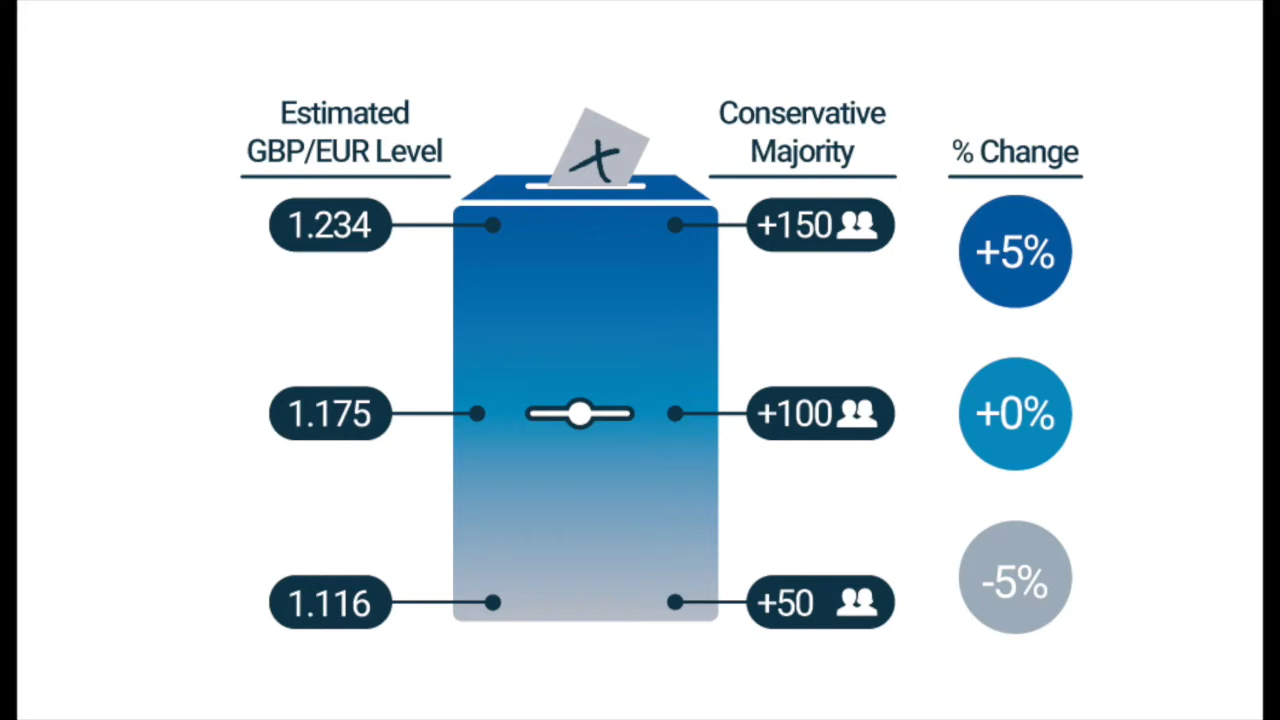 Estimated
GBP/EUR Level
Conservative
Majority
% Change
1.234
+150
+5%
1.175
+100
+0%
1.116
+50
-5%